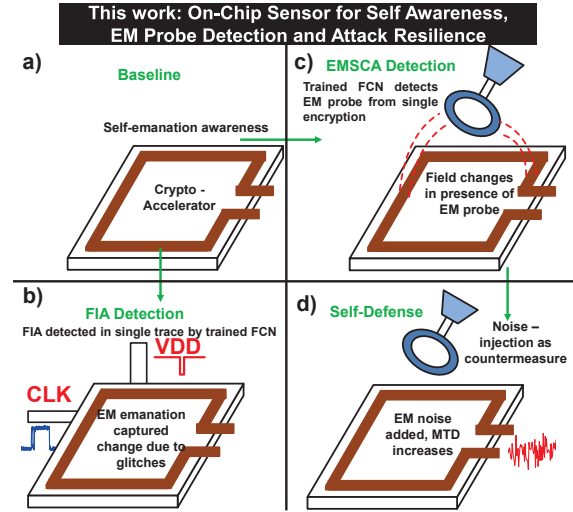 This work: On-Chip Sensor for Self Awareness,
EM Probe Detection and Attack Resilience
a)
Baseline
Self-emanation awareness
Crypto -
Accelerator
c)
EMSCA Detection
Trained FCN detects
EM probe from single
encryption
Field changes
in presence of
EM probe
b)
FIA Detection
FIA detected in single trace by trained FCN
VDD
CLK
EM emanation
captured
change due to
glitches
d)
Self-Defense
Noise –
injection as
countermeasure
EM noise
added, MTD
increases